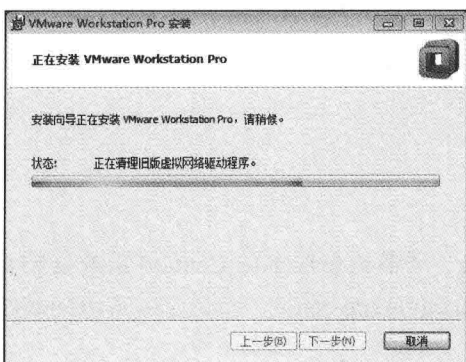 VMware Workstation Pro 安装
正在安装 VMware Workstation Pro
安装向导正在安装 VMware Workstation Pro，请稍候。
状态： 正在清理旧版虚拟网络驱动程序。
上一步(B) 下一步(N) 取消